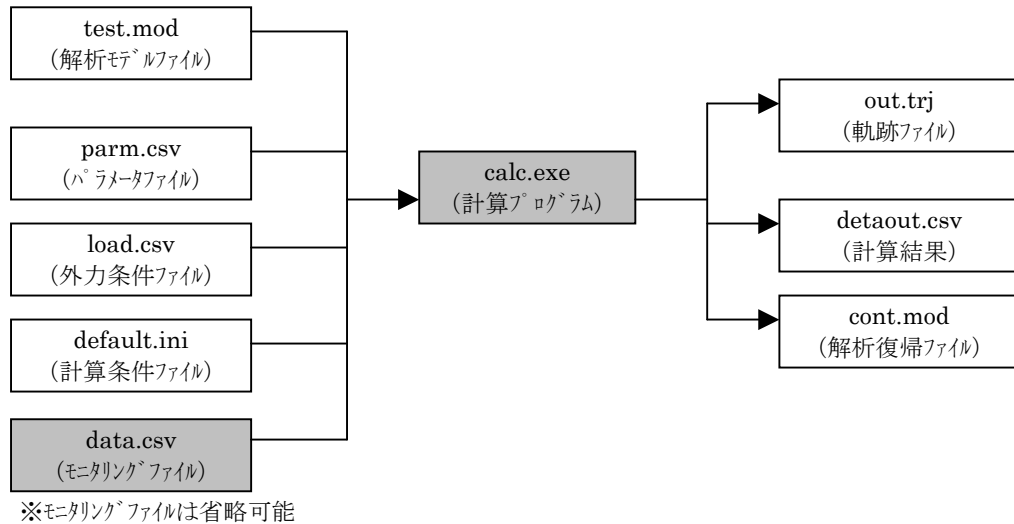 test.mod
(解析ﾓﾃﾞﾙﾌｧｲﾙ)
parm.csv
(ﾊﾟﾗﾒｰﾀﾌｧｲﾙ)
load.csv
(外力条件ﾌｧｲﾙ)
default.ini
(計算条件ﾌｧｲﾙ)
data.csv
(ﾓﾆﾀﾘﾝｸﾞﾌｧｲﾙ)
※ﾓﾆﾀﾘﾝｸﾞﾌｧｲﾙは省略可能
calc.exe
(計算ﾌﾟﾛｸﾞﾗﾑ)
out.trj
(軌跡ﾌｧｲﾙ)
detaout.csv
(計算結果)
cont.mod
(解析復帰ﾌｧｲﾙ)